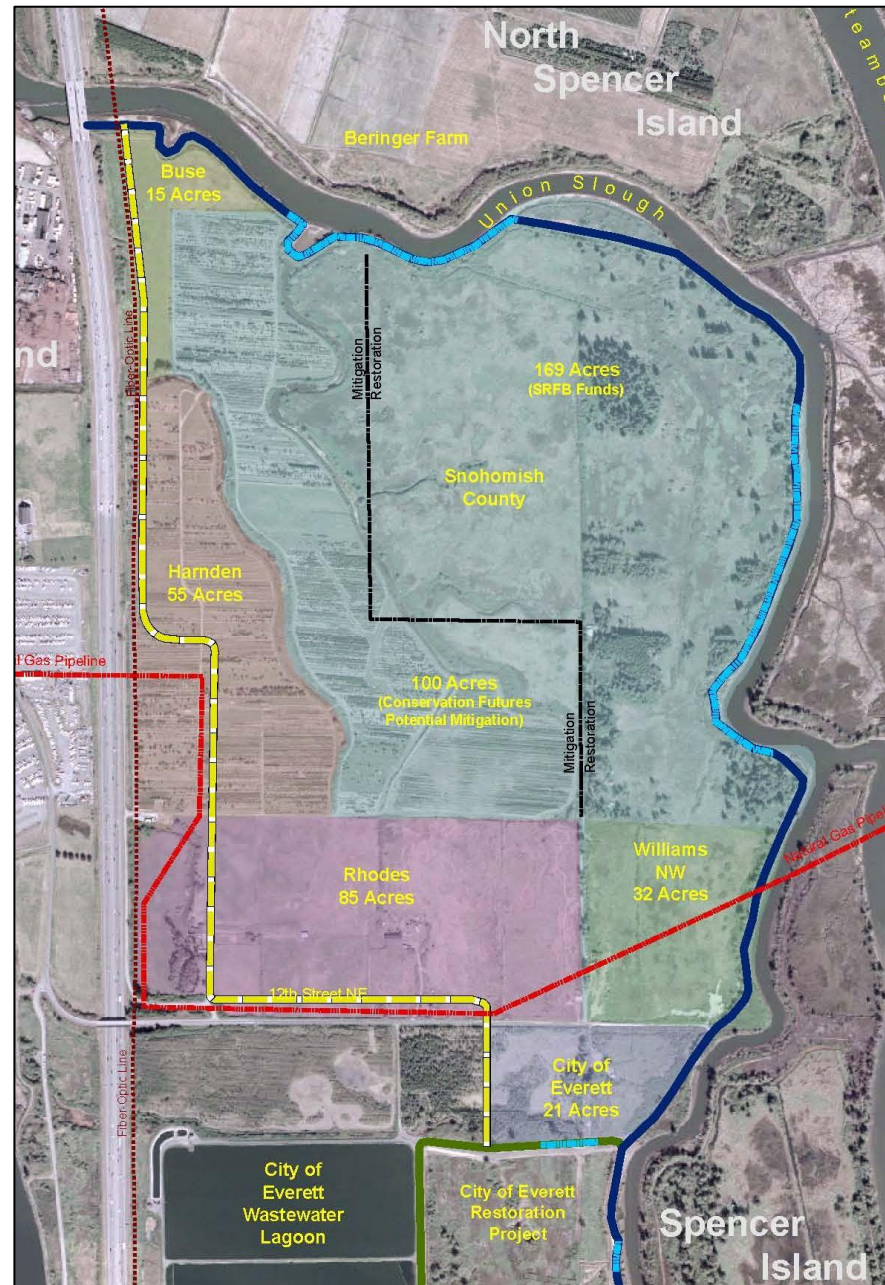 North
Spencer
Island
Beringer Farm
Union Slough
Buse
15 Acres
Fiber-Optic Line
Mitigation
Restoration
169 Acres
(SRFB Funds)
nd
Snohomish
County
Harnden
55 Acres
l Gas Pipeline
100 Acres
(Conservation Futures
Potential Mitigation)
Mitigation
Restoration
Natural Gas Pipel
Rhodes
85 Acres
Williams
NW
32 Acres
12th Street NE
Fiber-Optic Line
City of
Everett
21 Acres
City of
Everett
Wastewater
Lagoon
City of Everett
Restoration
Project
Spencer
Island